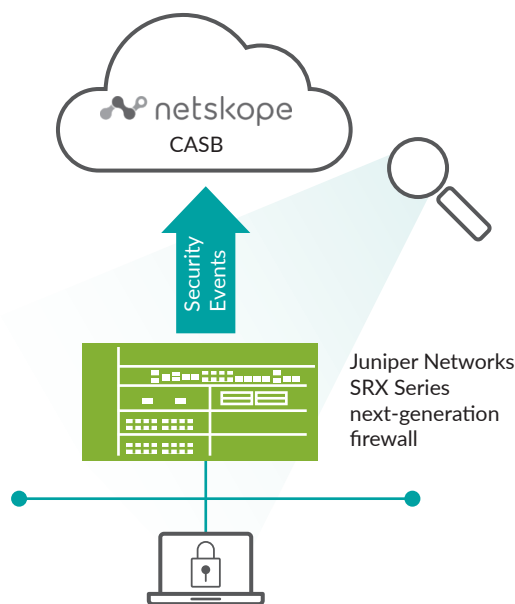 netskope
CASB
Security
Events
Juniper Networks
SRX Series
next-generation
firewall